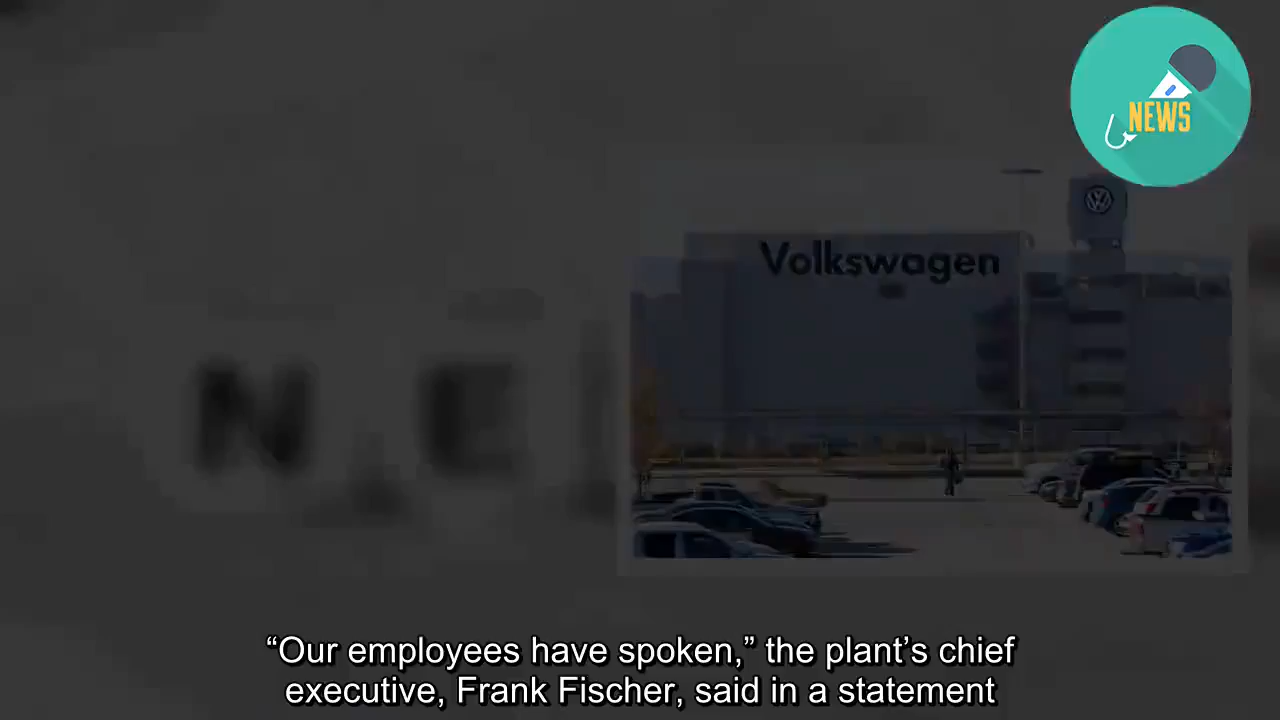 NEWS
Volkswagen
N E
“Our employees have spoken,” the plant’s chief
executive, Frank Fischer, said in a statement